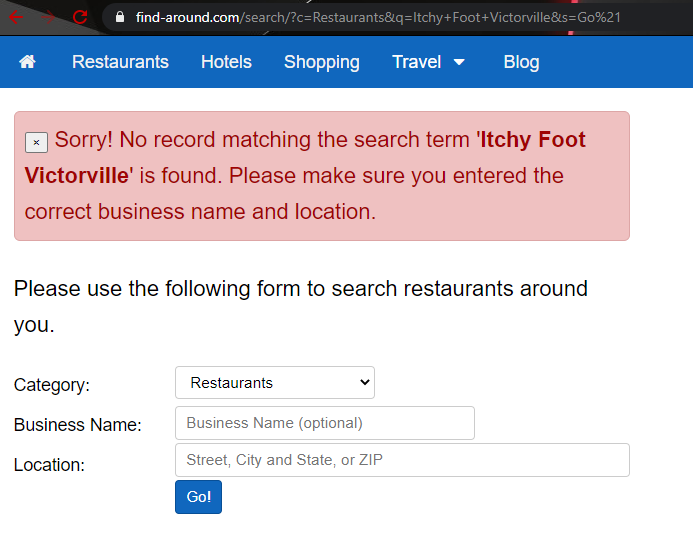 find-around.com/search/?c=Restaurants&q=Itchy+Foot+Victorville&s=Go%21
Restaurants Hotels Shopping Travel Blog
× Sorry! No record matching the search term 'Itchy Foot
Victorville' is found. Please make sure you entered the
correct business name and location.
Please use the following form to search restaurants around
you.
Category: Restaurants
Business Name: Business Name (optional)
Location: Street, City and State, or ZIP
Go!